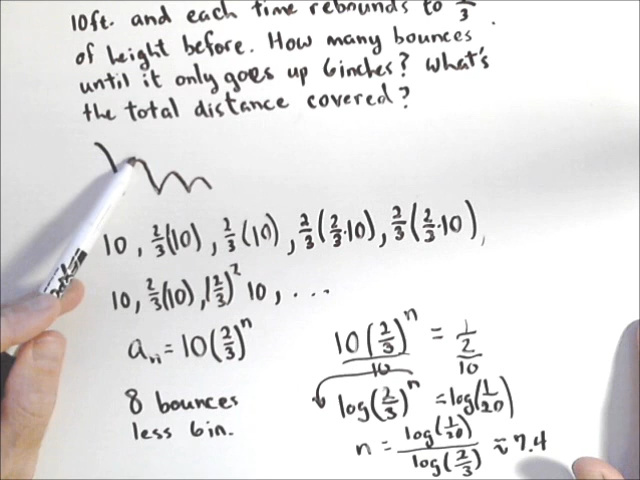 10ft. and each time rebounds to 2/3
of height before. How many bounces
until it only goes up 6inches? What's
the total distance covered?
10, 2/3(10), 2/3(10), 2/3(2/3·10), 2/3(2/3·10),
10, 2/3(10), (2/3)^2 10, ...
a_n = 10(2/3)^n
10(2/3)^n/10 = 1/2/10
8 bounces
less 6in.
log(2/3)^n = log(1/20)
n = log(1/20)/log(2/3) ≈ 7.4